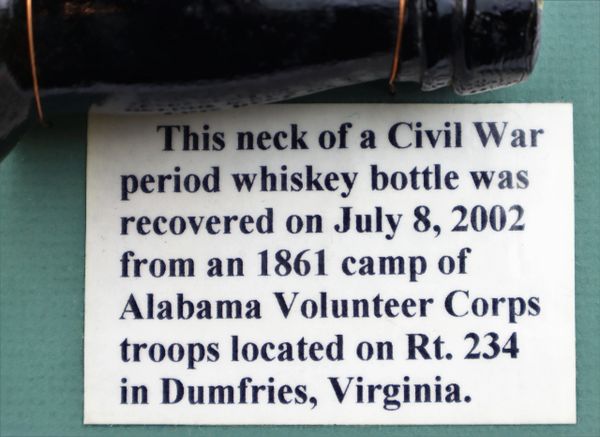 This neck of a Civil War
period whiskey bottle was
recovered on July 8, 2002
from an 1861 camp of
Alabama Volunteer Corps
troops located on Rt. 234
in Dumfries, Virginia.